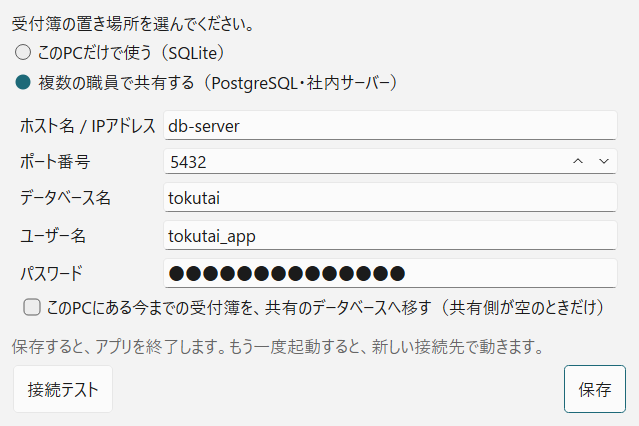 受付簿の置き場所を選んでください。
このPCだけで使う（SQLite）
複数の職員で共有する（PostgreSQL・社内サーバー）
ホスト名 / IPアドレス db-server
ポート番号 5432
データベース名 tokutai
ユーザー名 tokutai_app
パスワード ●●●●●●●●●●●●●●
このPCにある今までの受付簿を、共有のデータベースへ移す（共有側が空のときだけ）
保存すると、アプリを終了します。もう一度起動すると、新しい接続先で動きます。
接続テスト 保存